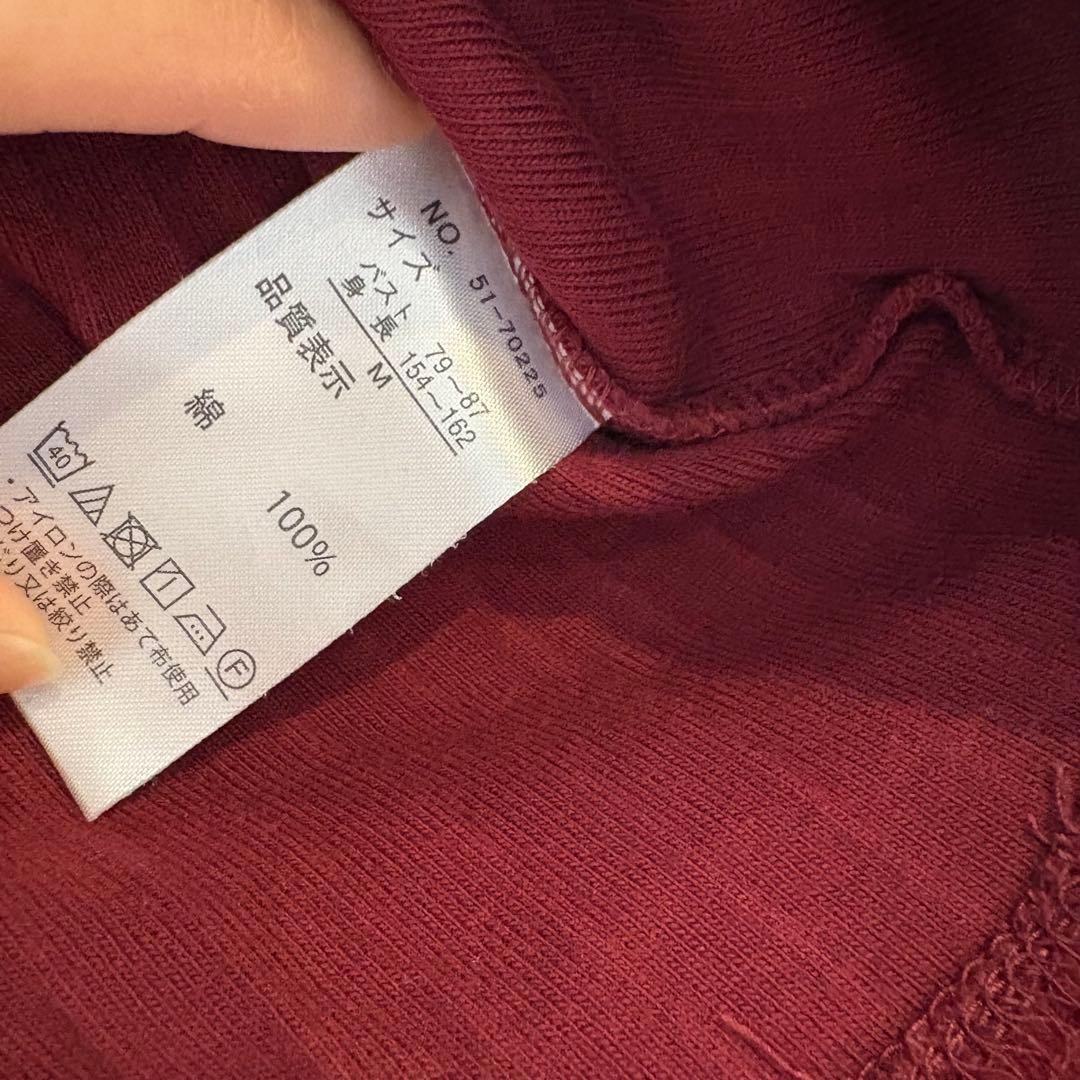 NO. 51-70225
サイズ
バスト 79~87
身長 154~162
M
品質表示
綿 100%
40
F
・アイロンの際はあて布使用
つけ置き禁止
又は絞り禁止